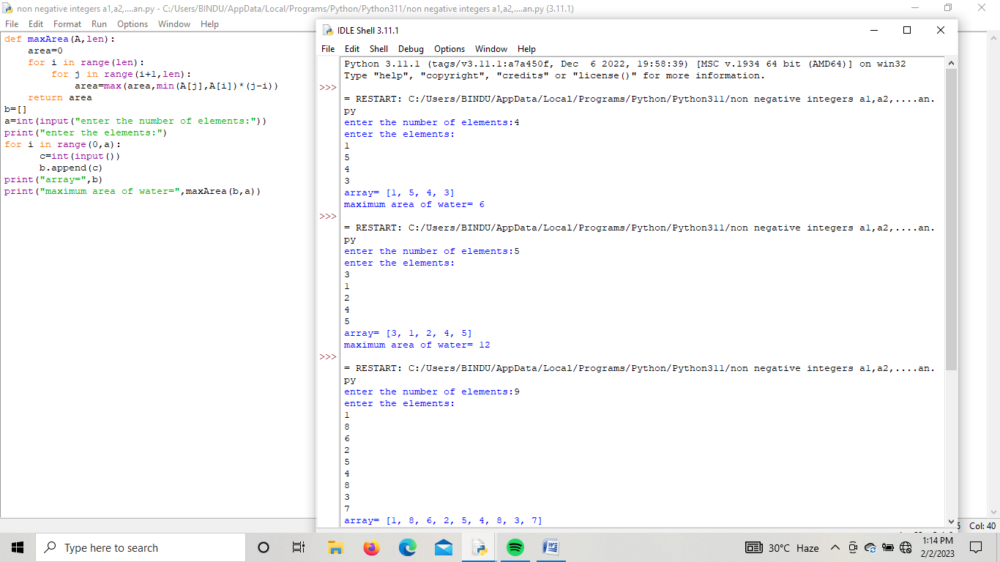 non negative integers a1,a2,....an.py - C:/Users/BINDU/AppData/Local/Programs/Python/Python311/non negative integers a1,a2,....an.py (3.11.1)
File Edit Format Run Options Window Help
def maxArea(A,len):
    area=0
    for i in range(len):
        for j in range(i+1,len):
            area=max(area,min(A[j],A[i])*(j-i))
    return area
b=[]
a=int(input("enter the number of elements:"))
print("enter the elements:")
for i in range(0,a):
      c=int(input())
      b.append(c)
print("array=",b)
print("maximum area of water=",maxArea(b,a))
IDLE Shell 3.11.1
File Edit Shell Debug Options Window Help
Python 3.11.1 (tags/v3.11.1:a7a450f, Dec  6 2022, 19:58:39) [MSC v.1934 64 bit (AMD64)] on win32
Type "help", "copyright", "credits" or "license()" for more information.
>>>
= RESTART: C:/Users/BINDU/AppData/Local/Programs/Python/Python311/non negative integers a1,a2,....an.
py
enter the number of elements:4
enter the elements:
1
5
4
3
array= [1, 5, 4, 3]
maximum area of water= 6
>>>
= RESTART: C:/Users/BINDU/AppData/Local/Programs/Python/Python311/non negative integers a1,a2,....an.
py
enter the number of elements:5
enter the elements:
3
1
2
4
5
array= [3, 1, 2, 4, 5]
maximum area of water= 12
>>>
= RESTART: C:/Users/BINDU/AppData/Local/Programs/Python/Python311/non negative integers a1,a2,....an.
py
enter the number of elements:9
enter the elements:
1
8
6
2
5
4
8
3
7
array= [1, 8, 6, 2, 5, 4, 8, 3, 7]
Col: 40
Type here to search
30°C Haze
1:14 PM
2/2/2023